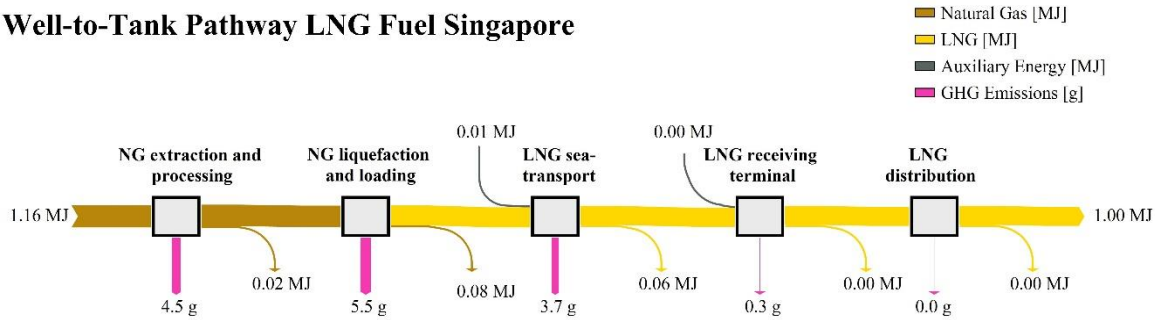 Well-to-Tank Pathway LNG Fuel Singapore
Natural Gas [MJ]
LNG [MJ]
Auxiliary Energy [MJ]
GHG Emissions [g]
0.01 MJ
0.00 MJ
NG extraction and
processing
NG liquefaction
and loading
LNG sea-
transport
LNG receiving
terminal
LNG
distribution
1.16 MJ
1.00 MJ
0.02 MJ
0.08 MJ
0.06 MJ
0.00 MJ
0.00 MJ
4.5 g
5.5 g
3.7 g
0.3 g
0.0 g